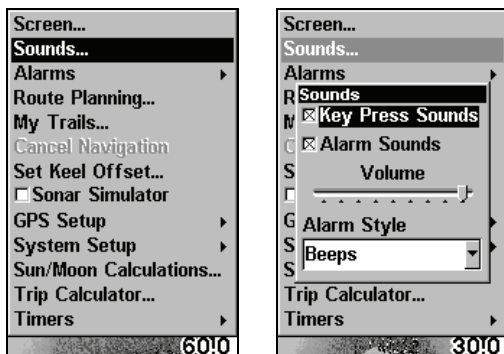 Screen...
Sounds...
Alarms
Route Planning...
My Trails...
Cancel Navigation
Set Keel Offset...
Sonar Simulator
GPS Setup
System Setup
Sun/Moon Calculations...
Trip Calculator...
Timers
60.0
Screen...
Sounds...
Alarms
Sounds
Key Press Sounds
Alarm Sounds
Volume
Alarm Style
Beeps
Trip Calculator...
Timers
30.0